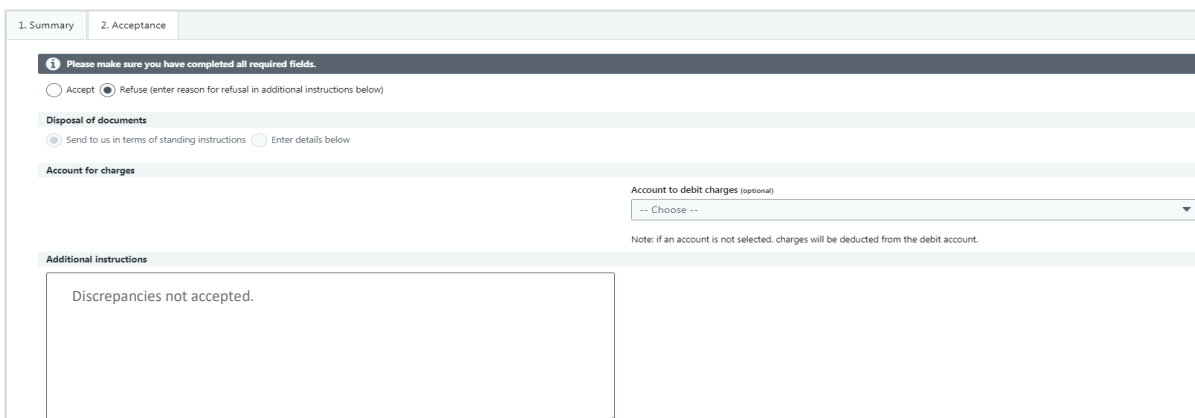 1. Summary 2. Acceptance
Please make sure you have completed all required fields.
Accept Refuse (enter reason for refusal in additional instructions below)
Disposal of documents
Send to us in terms of standing instructions Enter details below
Account for charges
Account to debit charges (optional)
-- Choose --
Note: if an account is not selected. charges will be deducted from the debit account.
Additional instructions
Discrepancies not accepted.